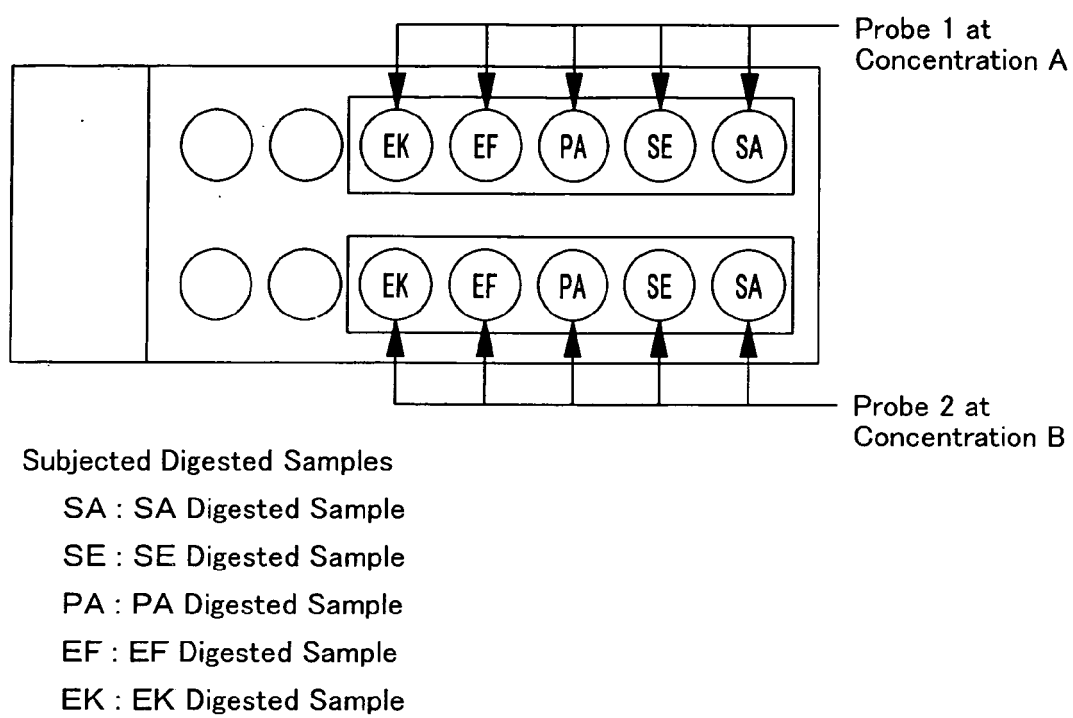 Probe 1 at
Concentration A
EK EF PA SE SA
EK EF PA SE SA
Probe 2 at
Concentration B
Subjected Digested Samples
SA : SA Digested Sample
SE : SE Digested Sample
PA : PA Digested Sample
EF : EF Digested Sample
EK : EK Digested Sample